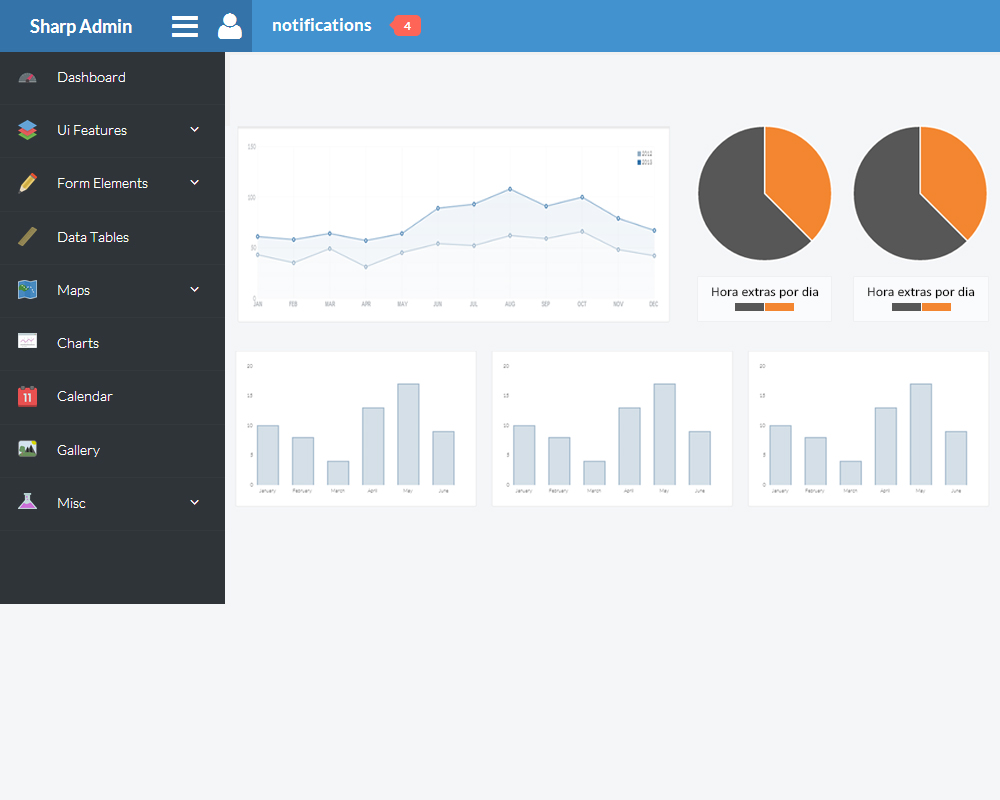 Sharp Admin
notifications 4
Dashboard
Ui Features
Form Elements
Data Tables
Maps
Charts
Calendar
11
Gallery
Misc
150
100
50
0
2012
2013
JAN FEB MAR APR MAY JUN JUL AUG SEP OCT NOV DEC
Hora extras por dia
Hora extras por dia
20
15
10
5
0
January February March April May June
20
15
10
5
0
January February March April May June
20
15
10
5
0
January February March April May June